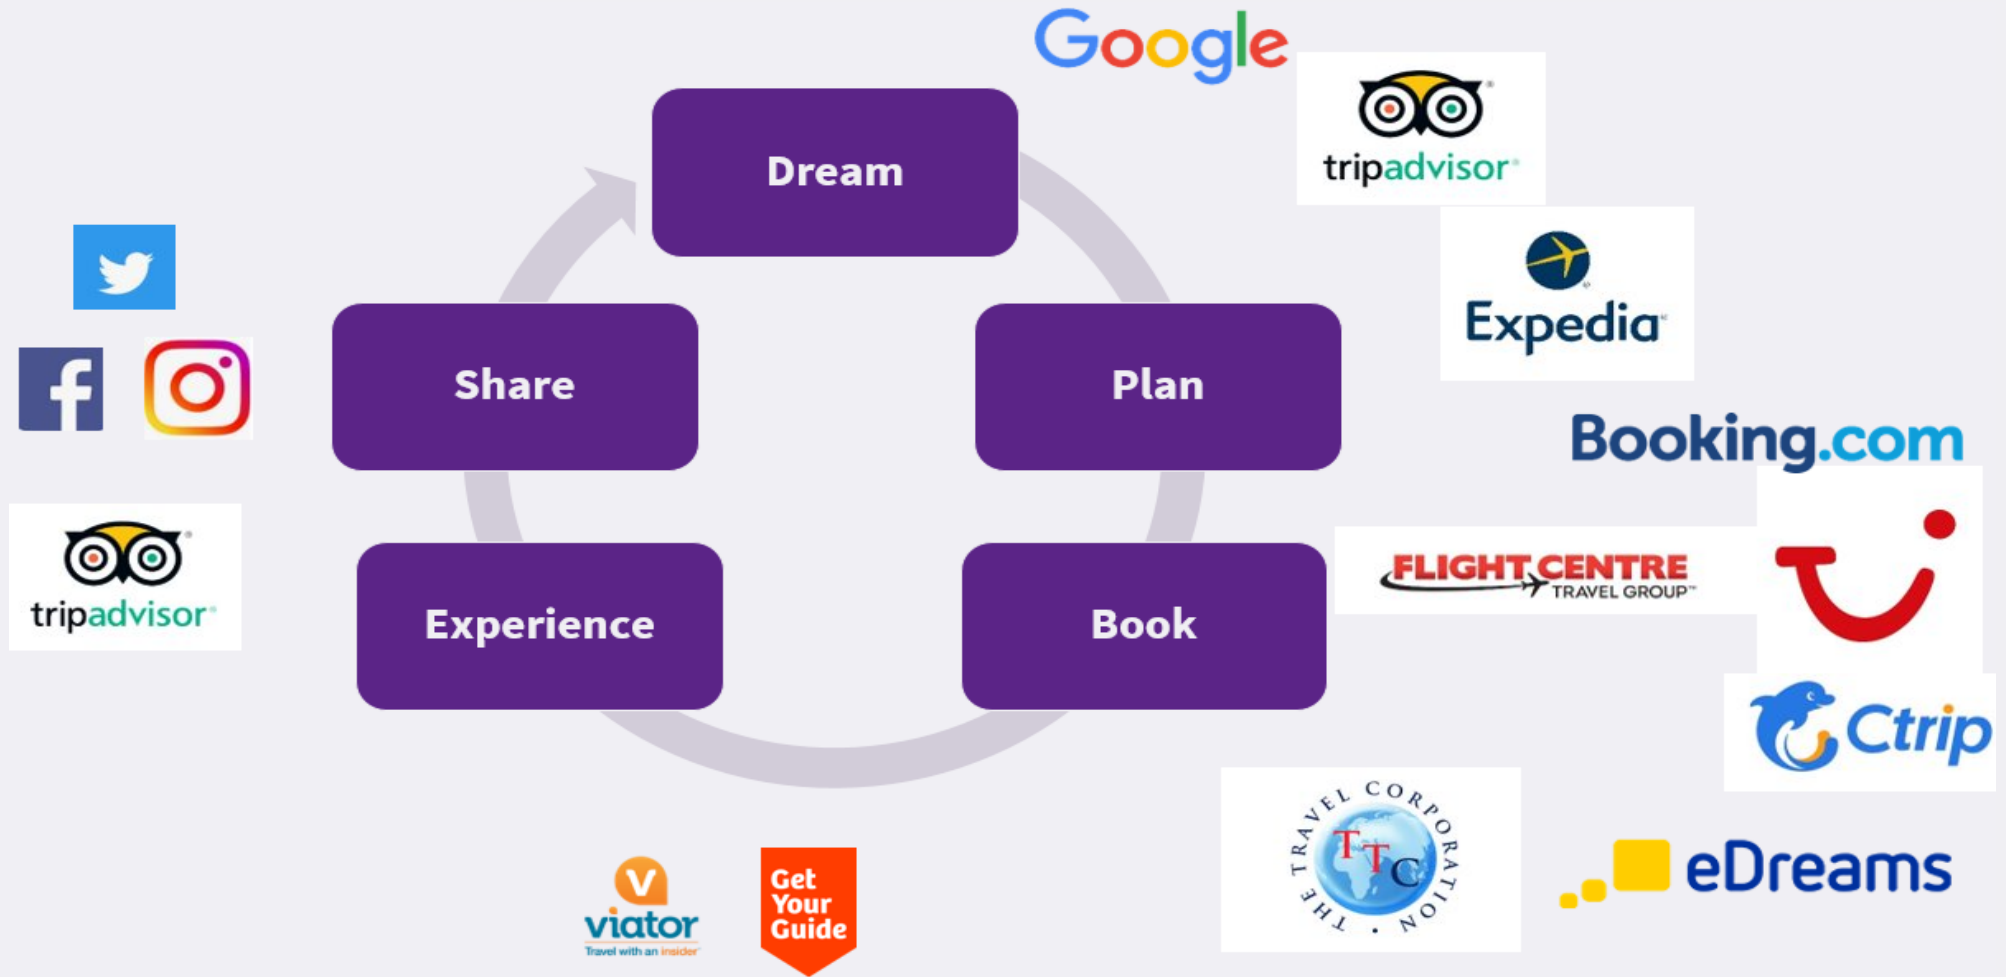 Google
Dream
tripadvisor®
Expedia®
Share
Plan
Booking.com
f
FLIGHT CENTRE
TRAVEL GROUP™
tripadvisor®
Experience
Book
Ctrip
THE TRAVEL CORPORATION
TTC
eDreams
v
viator
Travel with an insider
Get
Your
Guide